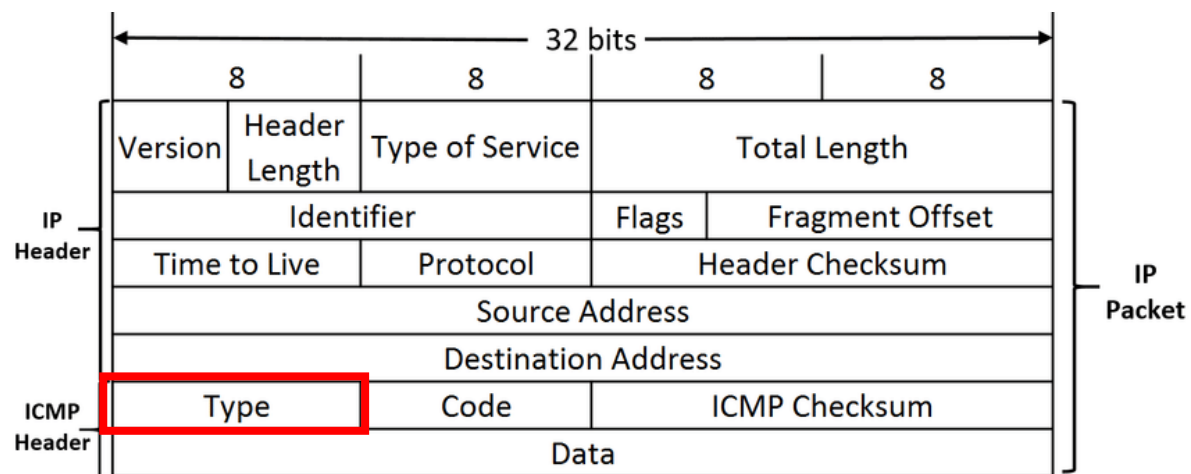 32 bits
8 8 8 8
Version Header Length Type of Service Total Length
IP Header
Identifier Flags Fragment Offset
Time to Live Protocol Header Checksum
IP Packet
Source Address
Destination Address
ICMP Header
Type Code ICMP Checksum
Data